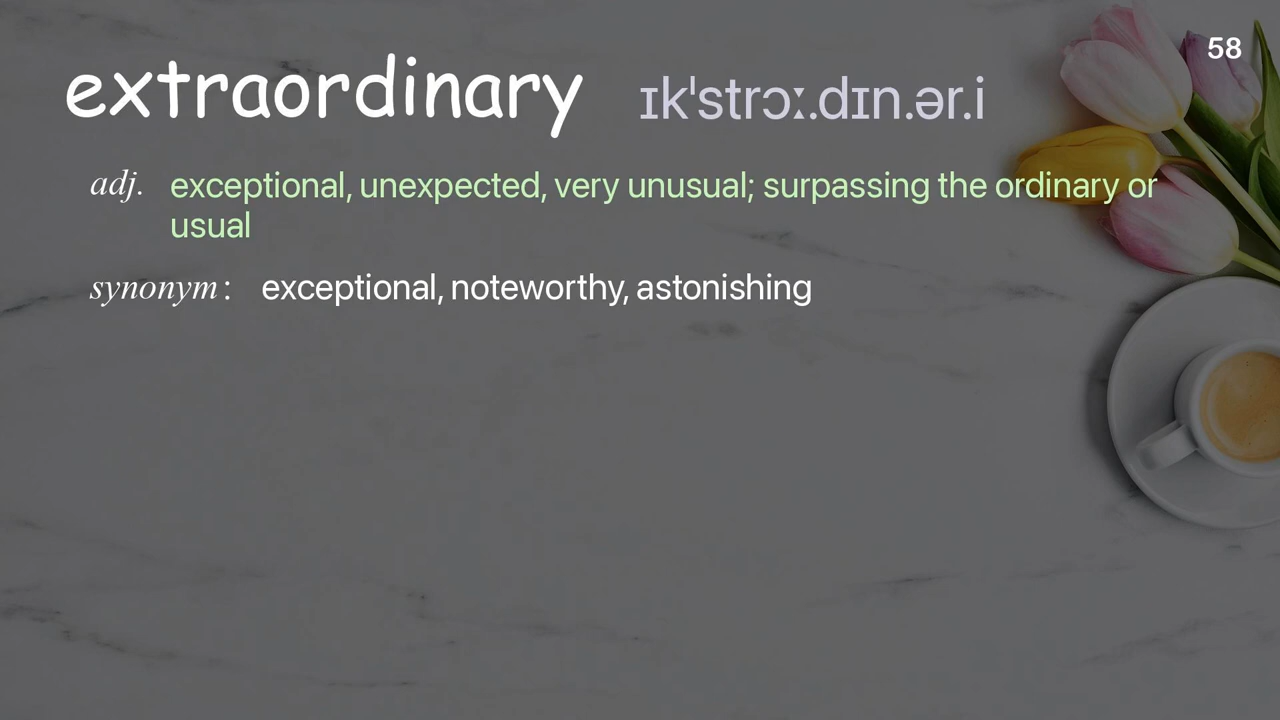 58
extraordinary ɪkˈstrɔː.dɪn.ər.i
adj. exceptional, unexpected, very unusual; surpassing the ordinary or
usual
synonym: exceptional, noteworthy, astonishing